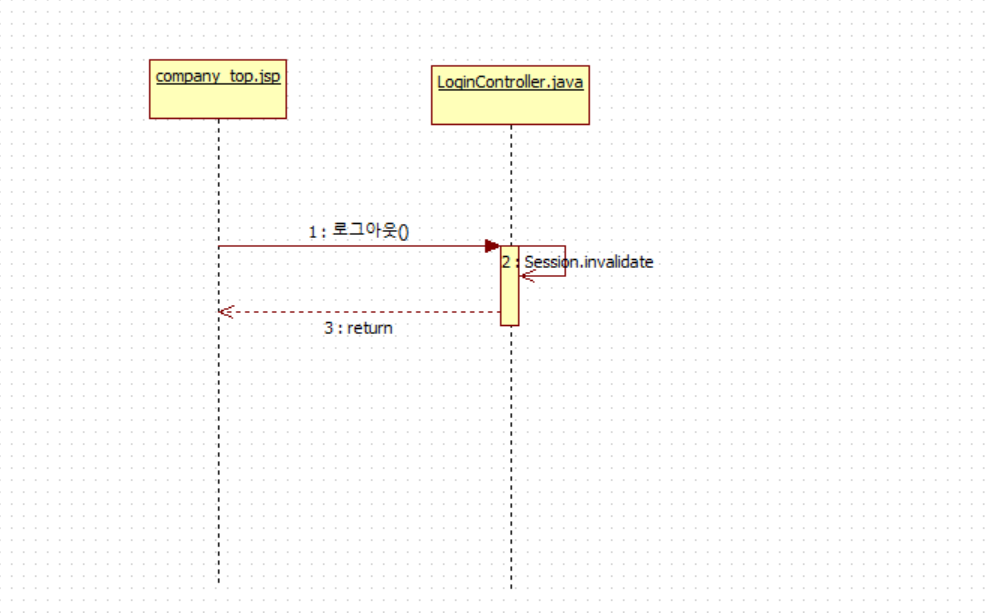 company_top.jsp
LoginController.java
1 : 로그아웃()
2 : Session.invalidate
3 : return